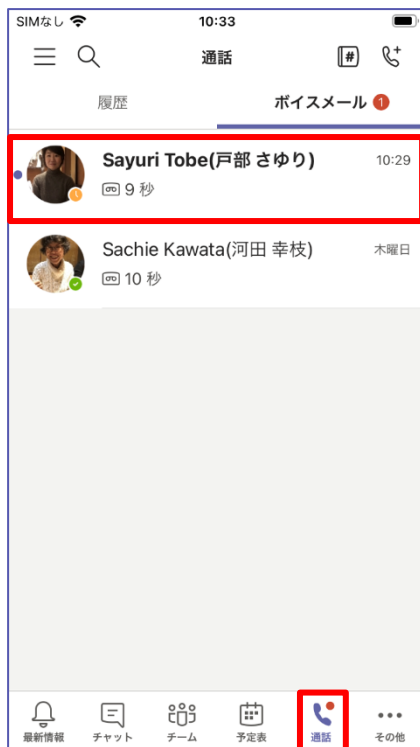 SIMなし 10:33
通話
履歴 ボイスメール 1
Sayuri Tobe(戸部 さゆり) 10:29
9 秒
Sachie Kawata(河田 幸枝) 木曜日
10 秒
最新情報 チャット チーム 予定表 通話 その他